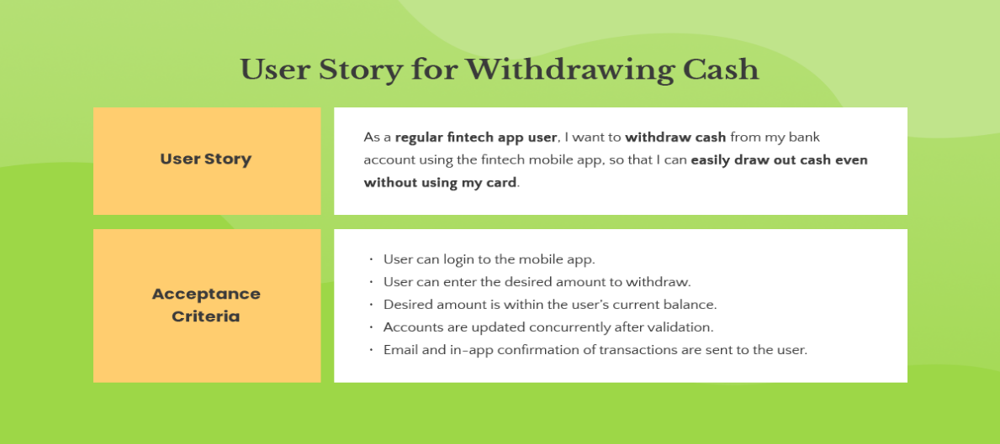 User Story for Withdrawing Cash
User Story
As a regular fintech app user, I want to withdraw cash from my bank
account using the fintech mobile app, so that I can easily draw out cash even
without using my card.
Acceptance
Criteria
• User can login to the mobile app.
• User can enter the desired amount to withdraw.
• Desired amount is within the user's current balance.
• Accounts are updated concurrently after validation.
• Email and in-app confirmation of transactions are sent to the user.